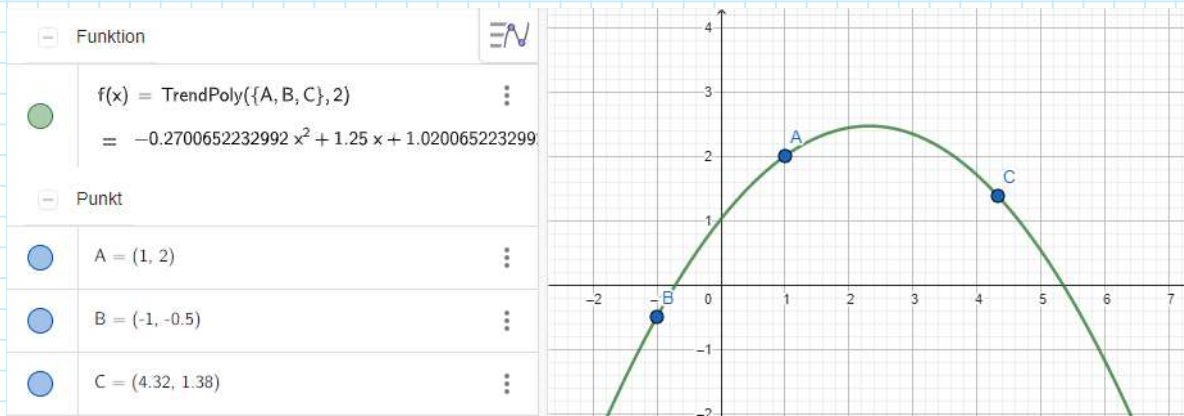 Funktion
f(x) = TrendPoly({A, B, C}, 2)
= −0.2700652232992 x² + 1.25 x + 1.020065223299
Punkt
A = (1, 2)
B = (-1, -0.5)
C = (4.32, 1.38)
4
3
A
2
C
1
−2
B
0
1
2
3
4
5
6
7
−1
−2